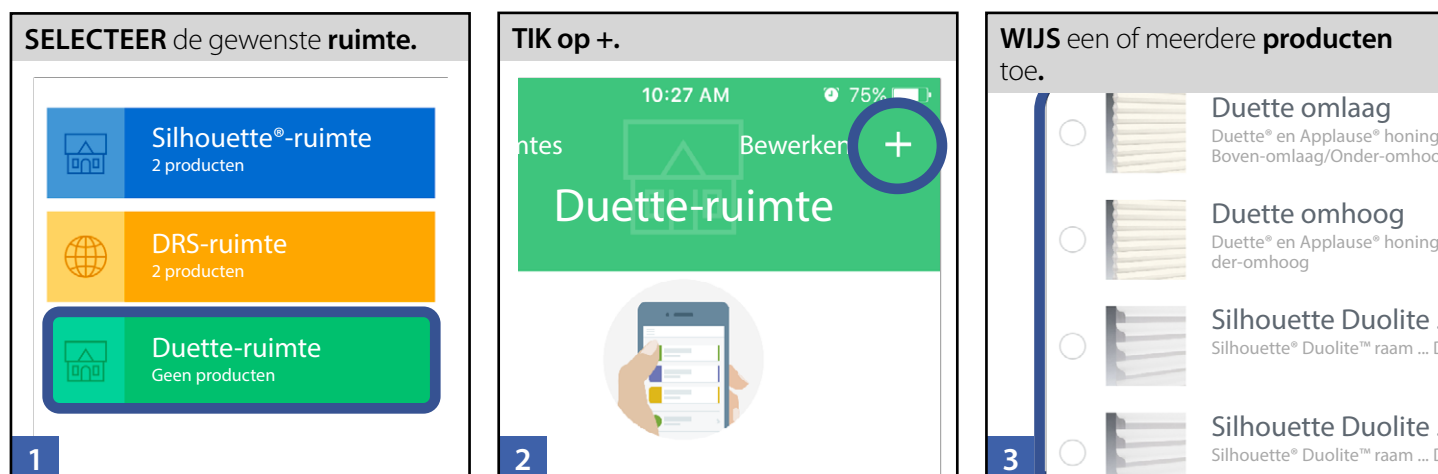 SELECTEER de gewenste ruimte.
Silhouette®-ruimte
2 producten
DRS-ruimte
2 producten
Duette-ruimte
Geen producten
1
TIK op +.
10:27 AM
75%
ntes
Bewerken
+
Duette-ruimte
2
WIJS een of meerdere producten
toe.
Duette omlaag
Duette® en Applause® honing
Boven-omlaag/Onder-omhoo
Duette omhoog
Duette® en Applause® honing
der-omhoog
Silhouette Duolite .
Silhouette® Duolite™ raam ... D
Silhouette Duolite .
Silhouette® Duolite™ raam ... D
3